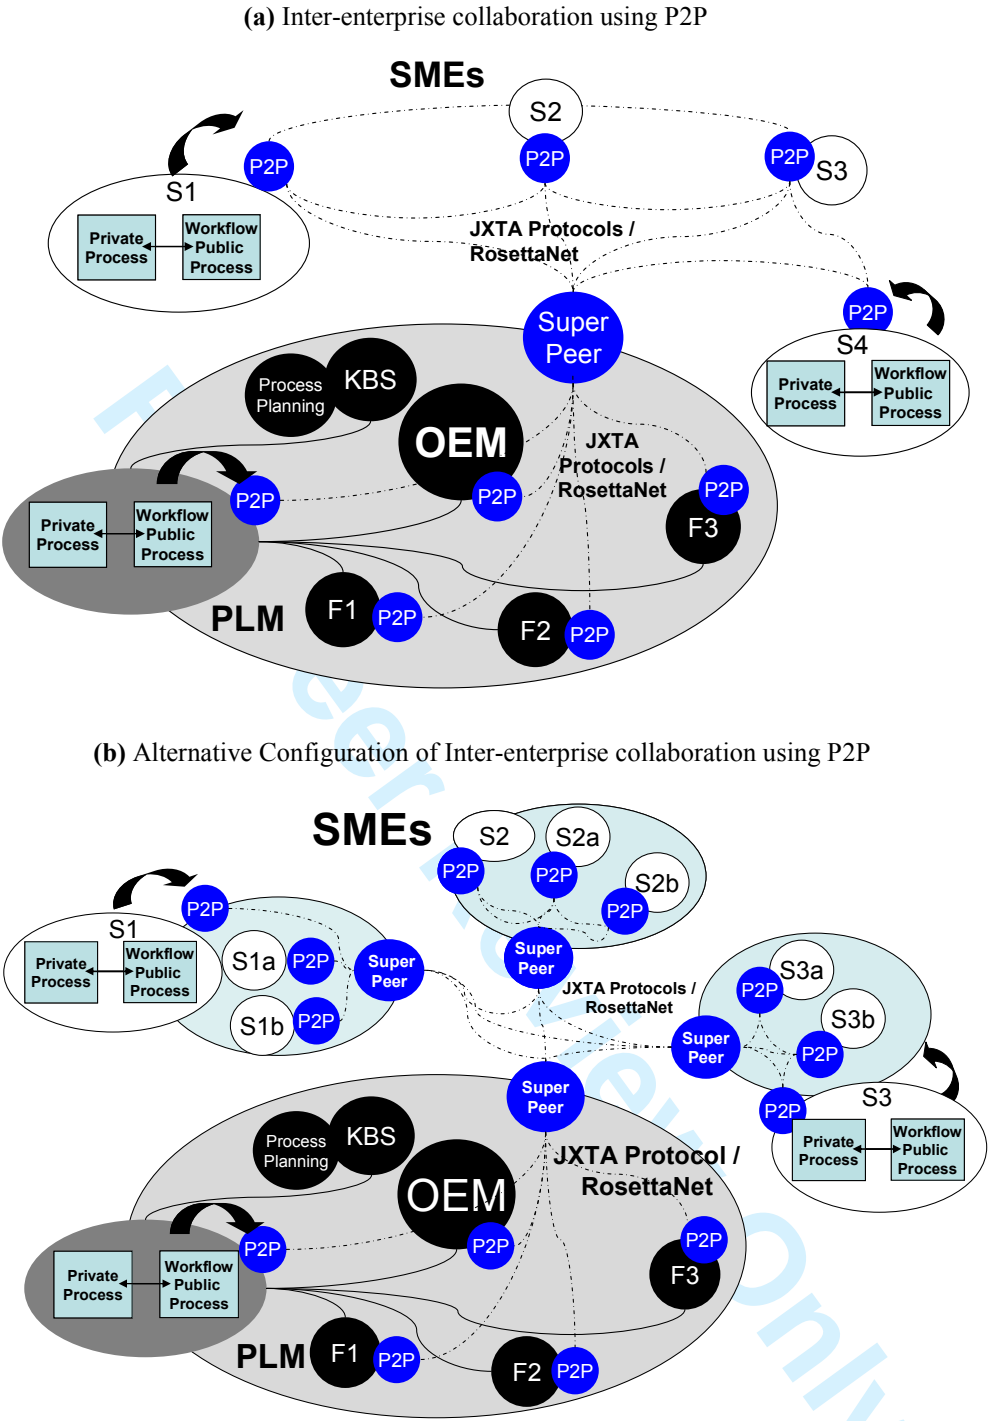 (a) Inter-enterprise collaboration using P2P
SMEs
S2
P2P
P2P
P2P
S3
S1
Private
Process
Workflow
Public
Process
JXTA Protocols /
RosettaNet
Super
Peer
P2P
S4
Private
Process
Workflow
Public
Process
Process
Planning
KBS
OEM
P2P
JXTA
Protocols /
RosettaNet
P2P
F3
P2P
Private
Process
Workflow
Public
Process
PLM
F1
P2P
F2
P2P
(b) Alternative Configuration of Inter-enterprise collaboration using P2P
SMEs
S2
S2a
S2b
P2P
P2P
P2P
Super
Peer
P2P
S1
Private
Process
Workflow
Public
Process
S1a
P2P
S1b
P2P
Super
Peer
JXTA Protocols /
RosettaNet
S3a
P2P
S3b
P2P
Super
Peer
P2P
S3
Private
Process
Workflow
Public
Process
Super
Peer
Process
Planning
KBS
OEM
P2P
JXTA Protocol /
RosettaNet
P2P
F3
P2P
Private
Process
Workflow
Public
Process
PLM
F1
P2P
F2
P2P
For Peer Review Only